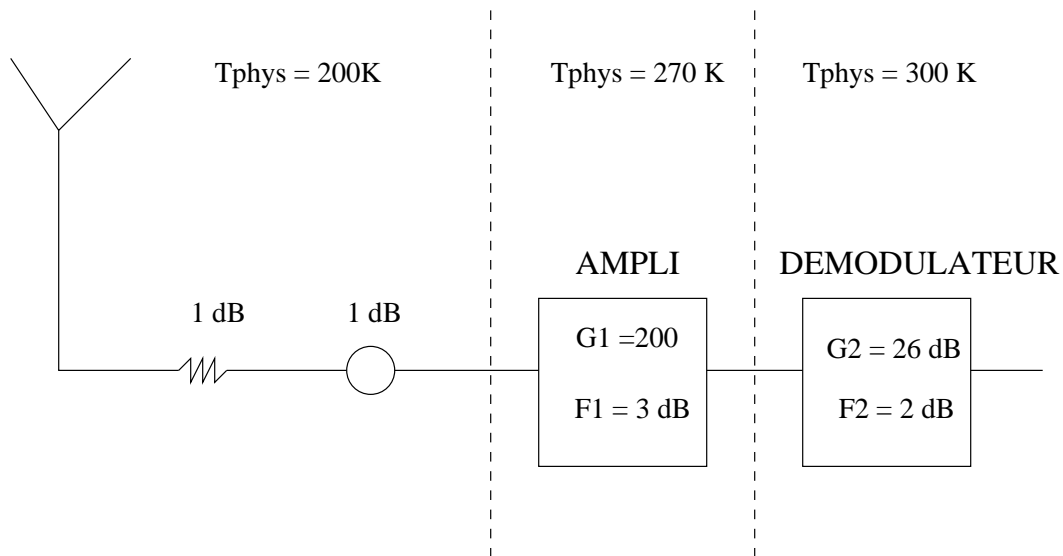 Tphys = 200K
Tphys = 270 K
Tphys = 300 K
AMPLI
DEMODULATEUR
1 dB
1 dB
G1 =200
G2 = 26 dB
F1 = 3 dB
F2 = 2 dB